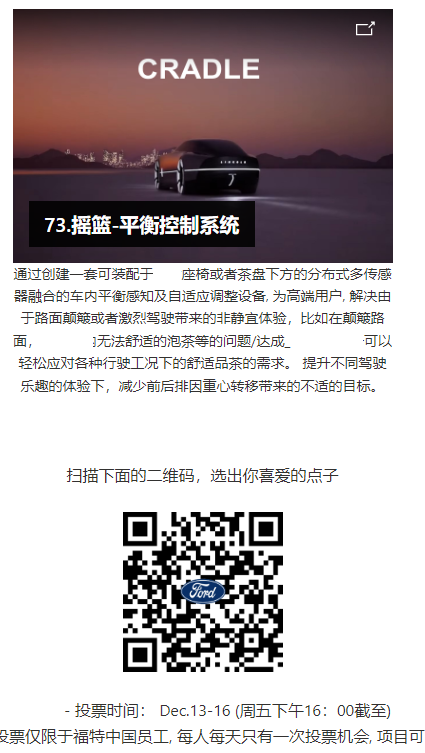 CRADLE
73.摇篮-平衡控制系统
通过创建一套可装配于 座椅或者茶盘下方的分布式多传感
器融合的车内平衡感知及自适应调整设备, 为高端用户, 解决由
于路面颠簸或者激烈驾驶带来的非静宜体验，比如在颠簸路
面， 无法舒适的泡茶等的问题/达成_ 可以
轻松应对各种行驶工况下的舒适品茶的需求。 提升不同驾驶
乐趣的体验下，减少前后排因重心转移带来的不适的目标。
扫描下面的二维码，选出你喜爱的点子
Ford
- 投票时间： Dec.13-16 (周五下午16：00截至)
投票仅限于福特中国员工, 每人每天只有一次投票机会, 项目可